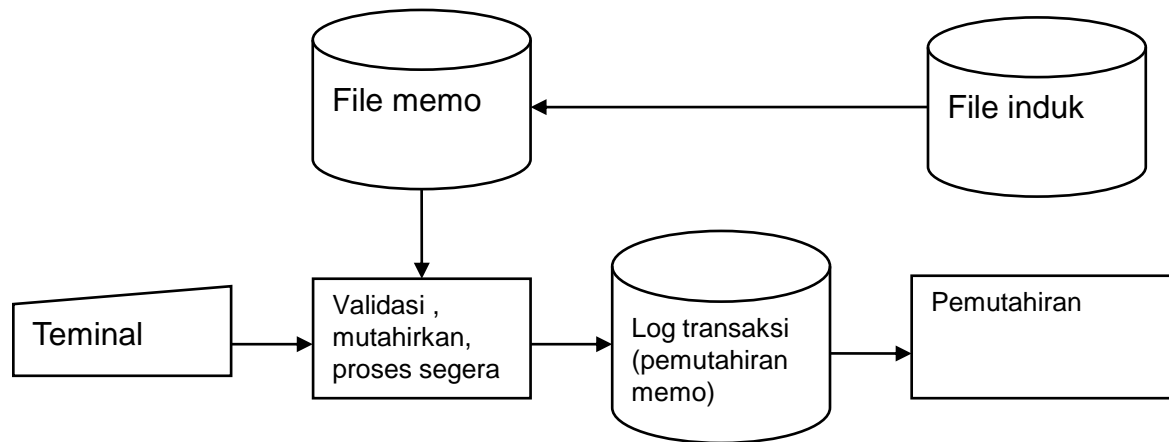 File memo
File induk
Teminal
Validasi ,
mutahirkan,
proses segera
Log transaksi
(pemutahiran
memo)
Pemutahiran